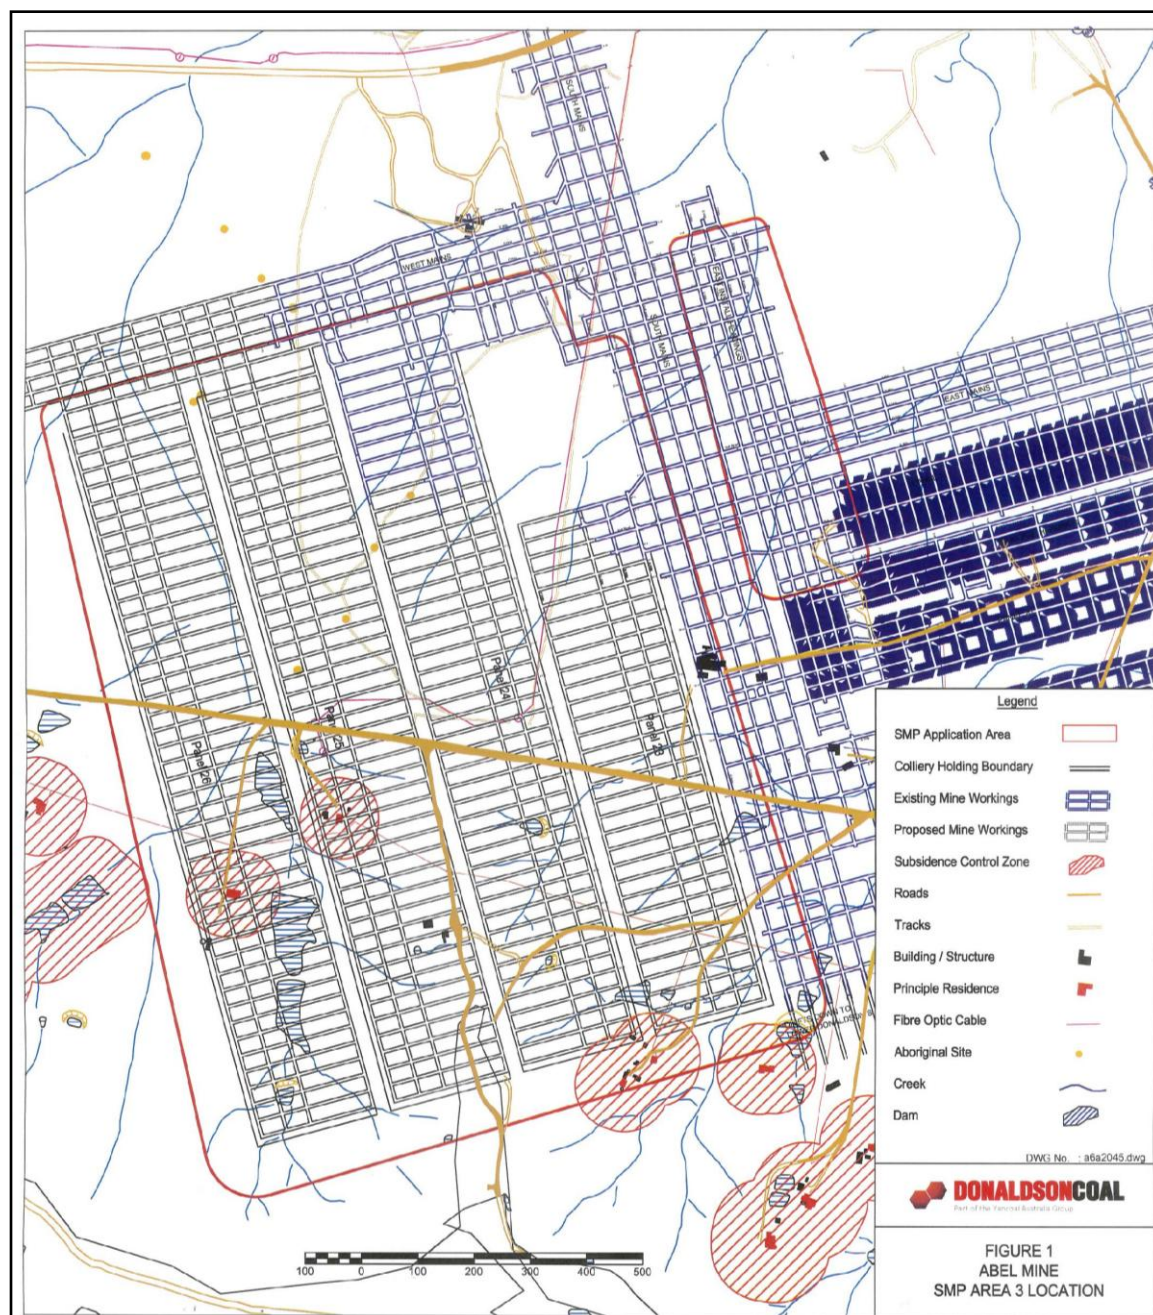 SOUTH MAINS
WEST MAINS
SOUTH MAINS
EAST MAINS
Panel 24
Panel 25
Panel 26
Legend
SMP Application Area
Colliery Holding Boundary
Existing Mine Workings
Proposed Mine Workings
Subsidence Control Zone
Roads
Tracks
Building / Structure
Principle Residence
Fibre Optic Cable
Aboriginal Site
Creek
Dam
DWG No. : a6a2045.dwg
DONALDSONCOAL
Part of the Yancoal Australia Group
100 0 100 200 300 400 500
FIGURE 1
ABEL MINE
SMP AREA 3 LOCATION